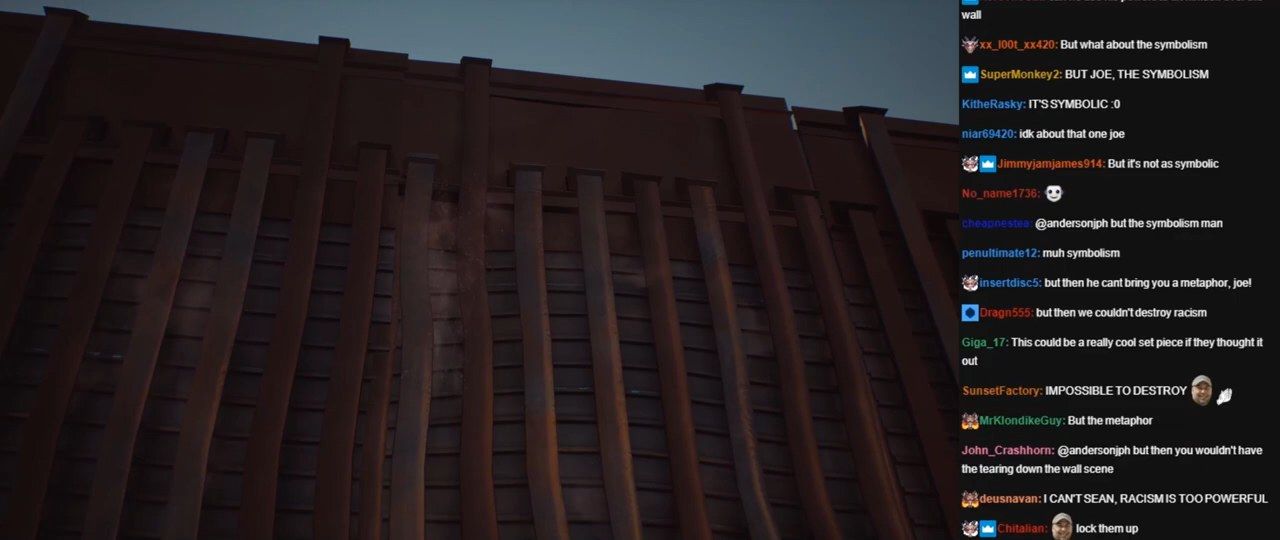 wall
xx_l00t_xx420: But what about the symbolism
SuperMonkey2: BUT JOE, THE SYMBOLISM
KitheRasky: IT'S SYMBOLIC :0
niar69420: idk about that one joe
Jimmyjamjames914: But it's not as symbolic
No_name1736:
cheapnestea: @andersonjph but the symbolism man
penultimate12: muh symbolism
insertdisc5: but then he cant bring you a metaphor, joe!
Dragn555: but then we couldn't destroy racism
Giga_17: This could be a really cool set piece if they thought it
out
SunsetFactory: IMPOSSIBLE TO DESTROY
MrKlondikeGuy: But the metaphor
John_Crashhorn: @andersonjph but then you wouldn't have
the tearing down the wall scene
deusnavan: I CAN'T SEAN, RACISM IS TOO POWERFUL
Chitalian: lock them up